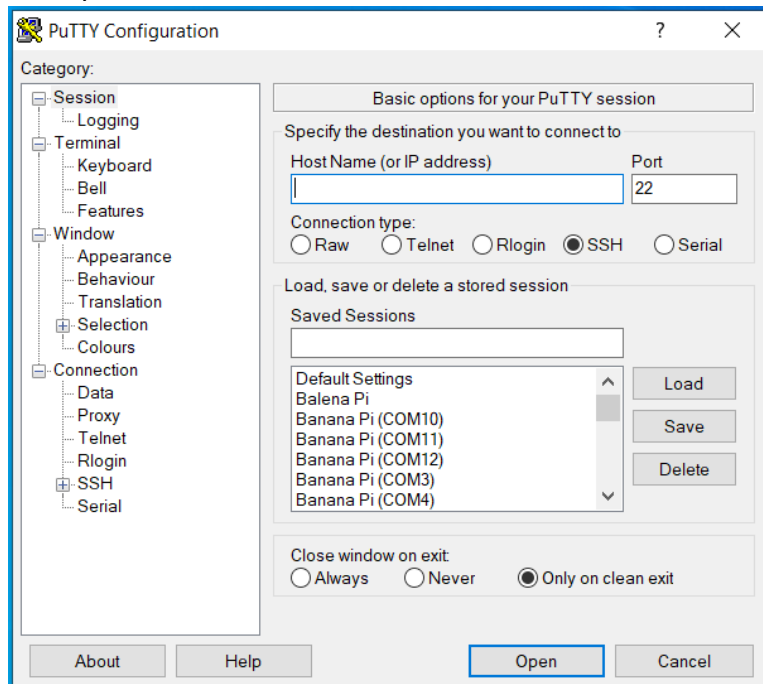 PuTTY Configuration ? ×
Category:
Session
Logging
Terminal
Keyboard
Bell
Features
Window
Appearance
Behaviour
Translation
Selection
Colours
Connection
Data
Proxy
Telnet
Rlogin
SSH
Serial
Basic options for your PuTTY session
Specify the destination you want to connect to
Host Name (or IP address) Port
22
Connection type:
Raw Telnet Rlogin SSH Serial
Load, save or delete a stored session
Saved Sessions
Default Settings
Balena Pi
Banana Pi (COM10)
Banana Pi (COM11)
Banana Pi (COM12)
Banana Pi (COM3)
Banana Pi (COM4)
Load
Save
Delete
Close window on exit:
Always Never Only on clean exit
About Help Open Cancel